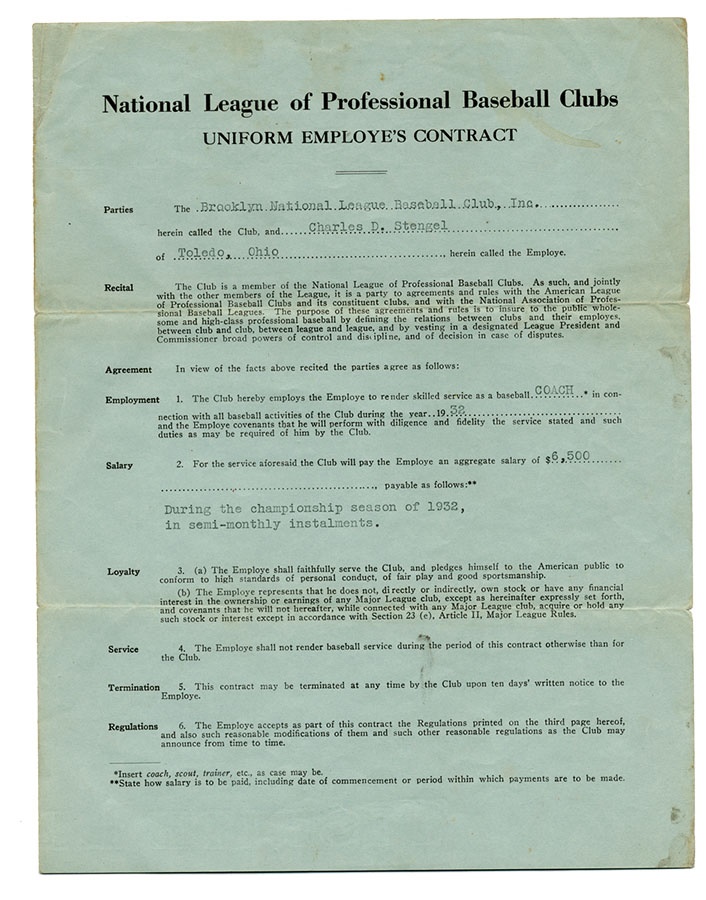 National League of Professional Baseball Clubs
UNIFORM EMPLOYE'S CONTRACT
Parties The Brooklyn National League Baseball Club, Inc.
herein called the Club, and Charles D. Stengel
of Toledo, Ohio, herein called the Employe.
Recital The Club is a member of the National League of Professional Baseball Clubs. As such, and jointly
with the other members of the League, it is a party to agreements and rules with the American League
of Professional Baseball Clubs and its constituent clubs, and with the National Association of Profes-
sional Baseball Leagues. The purpose of these agreements and rules is to insure to the public whole-
some and high-class professional baseball by defining the relations between clubs and their employes,
between club and club, between league and league, and by vesting in a designated League President and
Commissioner broad powers of control and discipline, and of decision in case of disputes.
Agreement In view of the facts above recited the parties agree as follows:
Employment 1. The Club hereby employs the Employe to render skilled service as a baseball COACH * in con-
nection with all baseball activities of the Club during the year 1932
and the Employe covenants that he will perform with diligence and fidelity the service stated and such
duties as may be required of him by the Club.
Salary 2. For the service aforesaid the Club will pay the Employe an aggregate salary of $6,500
, payable as follows:**
During the championship season of 1932,
in semi-monthly instalments.
Loyalty 3. (a) The Employe shall faithfully serve the Club, and pledges himself to the American public to
conform to high standards of personal conduct, of fair play and good sportsmanship.
(b) The Employe represents that he does not, directly or indirectly, own stock or have any financial
interest in the ownership or earnings of any Major League club, except as hereinafter expressly set forth,
and covenants that he will not hereafter, while connected with any Major League club, acquire or hold any
such stock or interest except in accordance with Section 23 (e), Article II, Major League Rules.
Service 4. The Employe shall not render baseball service during the period of this contract otherwise than for
the Club.
Termination 5. This contract may be terminated at any time by the Club upon ten days' written notice to the
Employe.
Regulations 6. The Employe accepts as part of this contract the Regulations printed on the third page hereof,
and also such reasonable modifications of them and such other reasonable regulations as the Club may
announce from time to time.
*Insert coach, scout, trainer, etc., as case may be.
**State how salary is to be paid, including date of commencement or period within which payments are to be made.